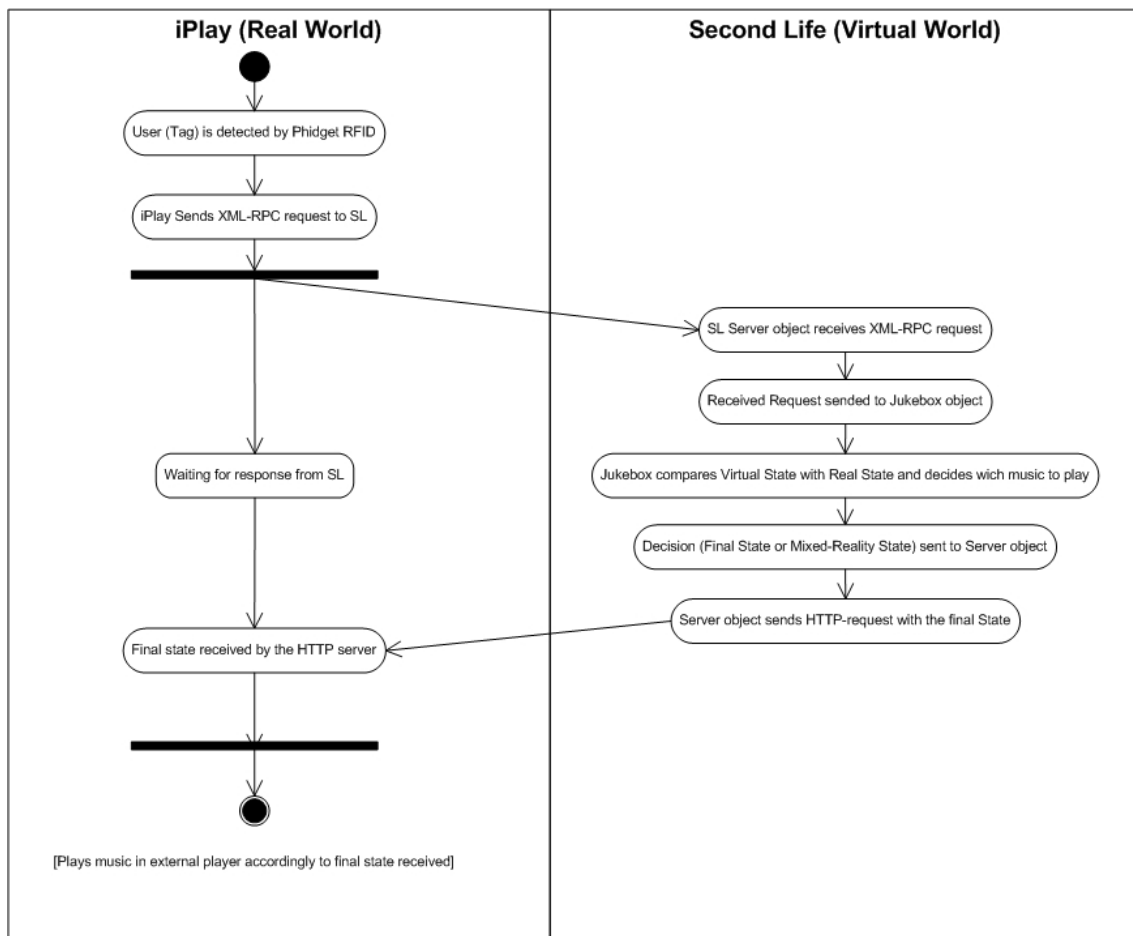 iPlay (Real World)
Second Life (Virtual World)
User (Tag) is detected by Phidget RFID
iPlay Sends XML-RPC request to SL
SL Server object receives XML-RPC request
Received Request sended to Jukebox object
Waiting for response from SL
Jukebox compares Virtual State with Real State and decides wich music to play
Decision (Final State or Mixed-Reality State) sent to Server object
Server object sends HTTP-request with the final State
Final state received by the HTTP server
[Plays music in external player accordingly to final state received]